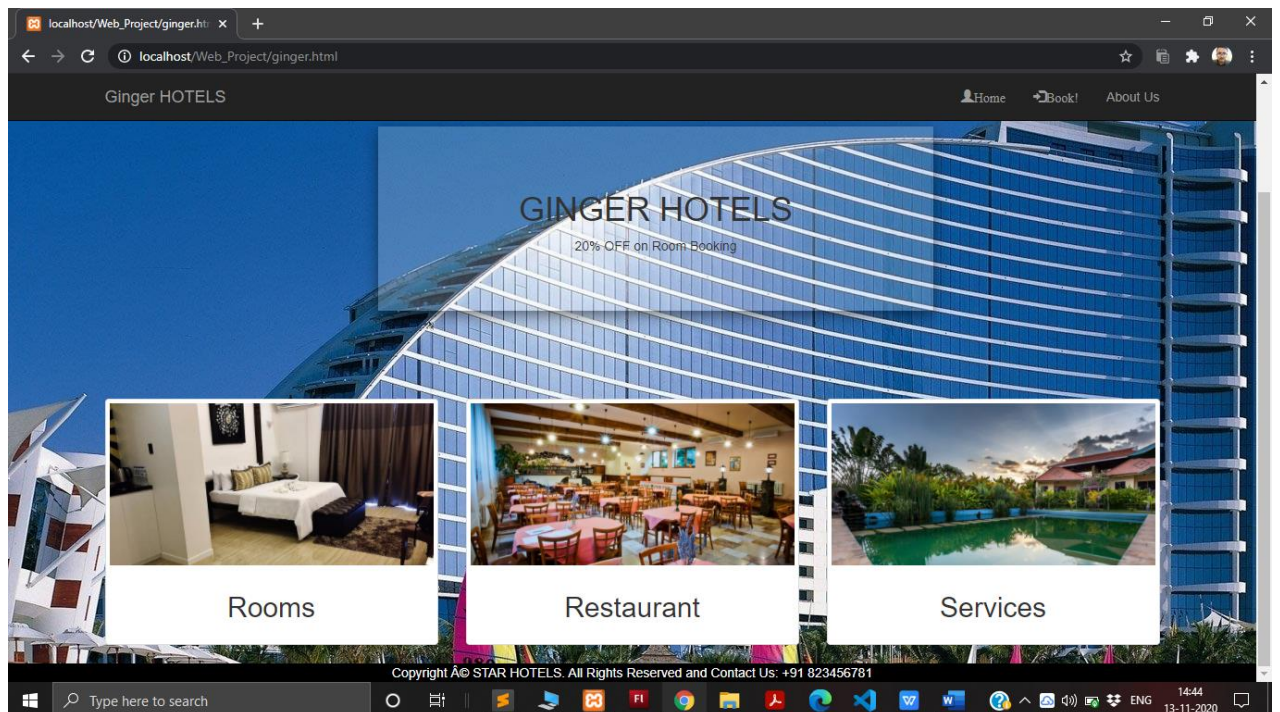 localhost/Web_Project/ginger.ht
localhost/Web_Project/ginger.html
Ginger HOTELS
Home
Book!
About Us
GINGER HOTELS
20% OFF on Room Booking
Rooms
Restaurant
Services
Copyright Â© STAR HOTELS. All Rights Reserved and Contact Us: +91 823456781
Type here to search
Fl
W
ENG
14:44
13-11-2020